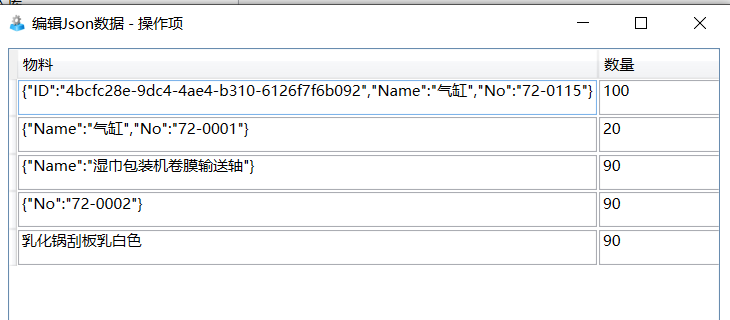 编辑Json数据 - 操作项
物料 数量
{"ID":"4bcfc28e-9dc4-4ae4-b310-6126f7f6b092","Name":"气缸","No":"72-0115"} 100
{"Name":"气缸","No":"72-0001"} 20
{"Name":"湿巾包装机卷膜输送轴"} 90
{"No":"72-0002"} 90
乳化锅刮板乳白色 90